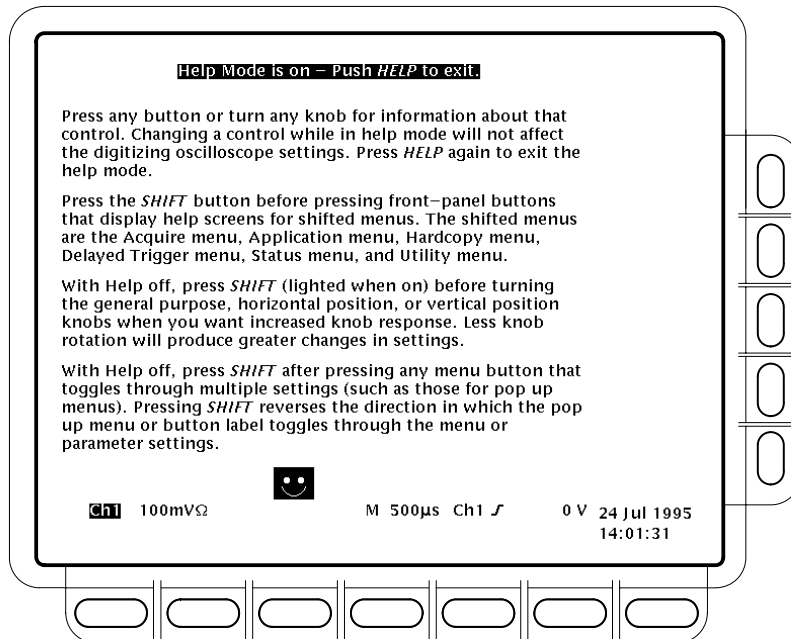 Help Mode is on – Push HELP to exit.
Press any button or turn any knob for information about that
control. Changing a control while in help mode will not affect
the digitizing oscilloscope settings. Press HELP again to exit the
help mode.
Press the SHIFT button before pressing front–panel buttons
that display help screens for shifted menus. The shifted menus
are the Acquire menu, Application menu, Hardcopy menu,
Delayed Trigger menu, Status menu, and Utility menu.
With Help off, press SHIFT (lighted when on) before turning
the general purpose, horizontal position, or vertical position
knobs when you want increased knob response. Less knob
rotation will produce greater changes in settings.
With Help off, press SHIFT after pressing any menu button that
toggles through multiple settings (such as those for pop up
menus). Pressing SHIFT reverses the direction in which the pop
up menu or button label toggles through the menu or
parameter settings.
Ch1 100mVΩ M 500µs Ch1 0 V 24 Jul 1995
14:01:31